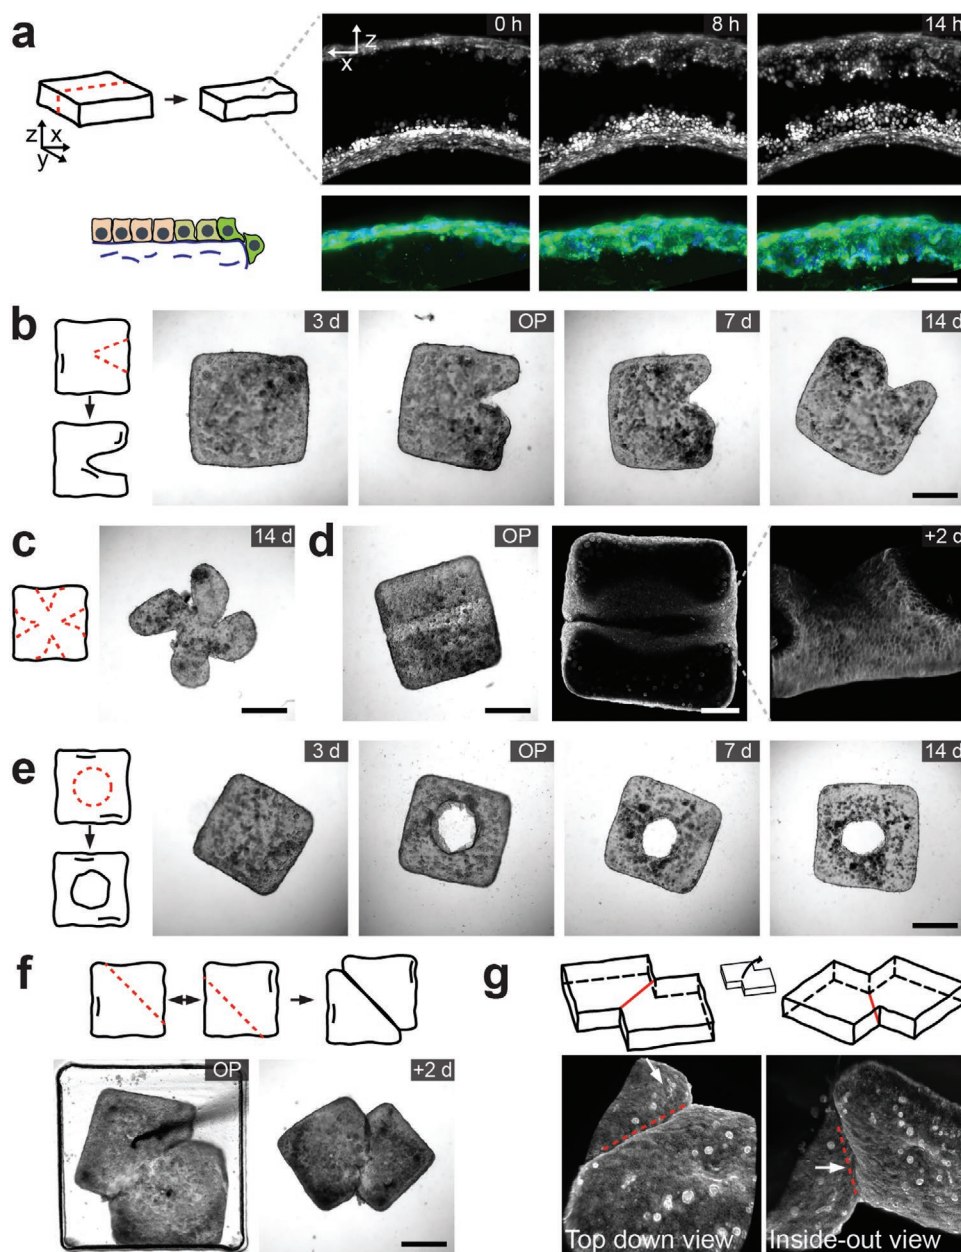 a
0 h
8 h
14 h
z
x
z
x
y
b
3 d
OP
7 d
14 d
c
14 d
d
OP
+2 d
e
3 d
OP
7 d
14 d
f
g
OP
+2 d
Top down view
Inside-out view